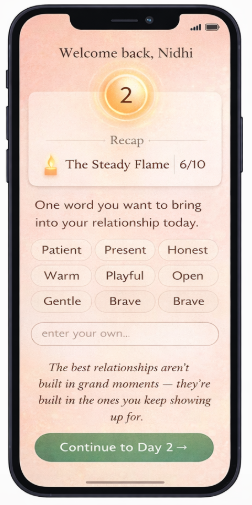 Welcome back, Nidhi
2
Recap
The Steady Flame 6/10
One word you want to bring
into your relationship today.
Patient Present Honest
Warm Playful Open
Gentle Brave Brave
enter your own...
The best relationships aren't
built in grand moments — they're
built in the ones you keep showing
up for.
Continue to Day 2 →